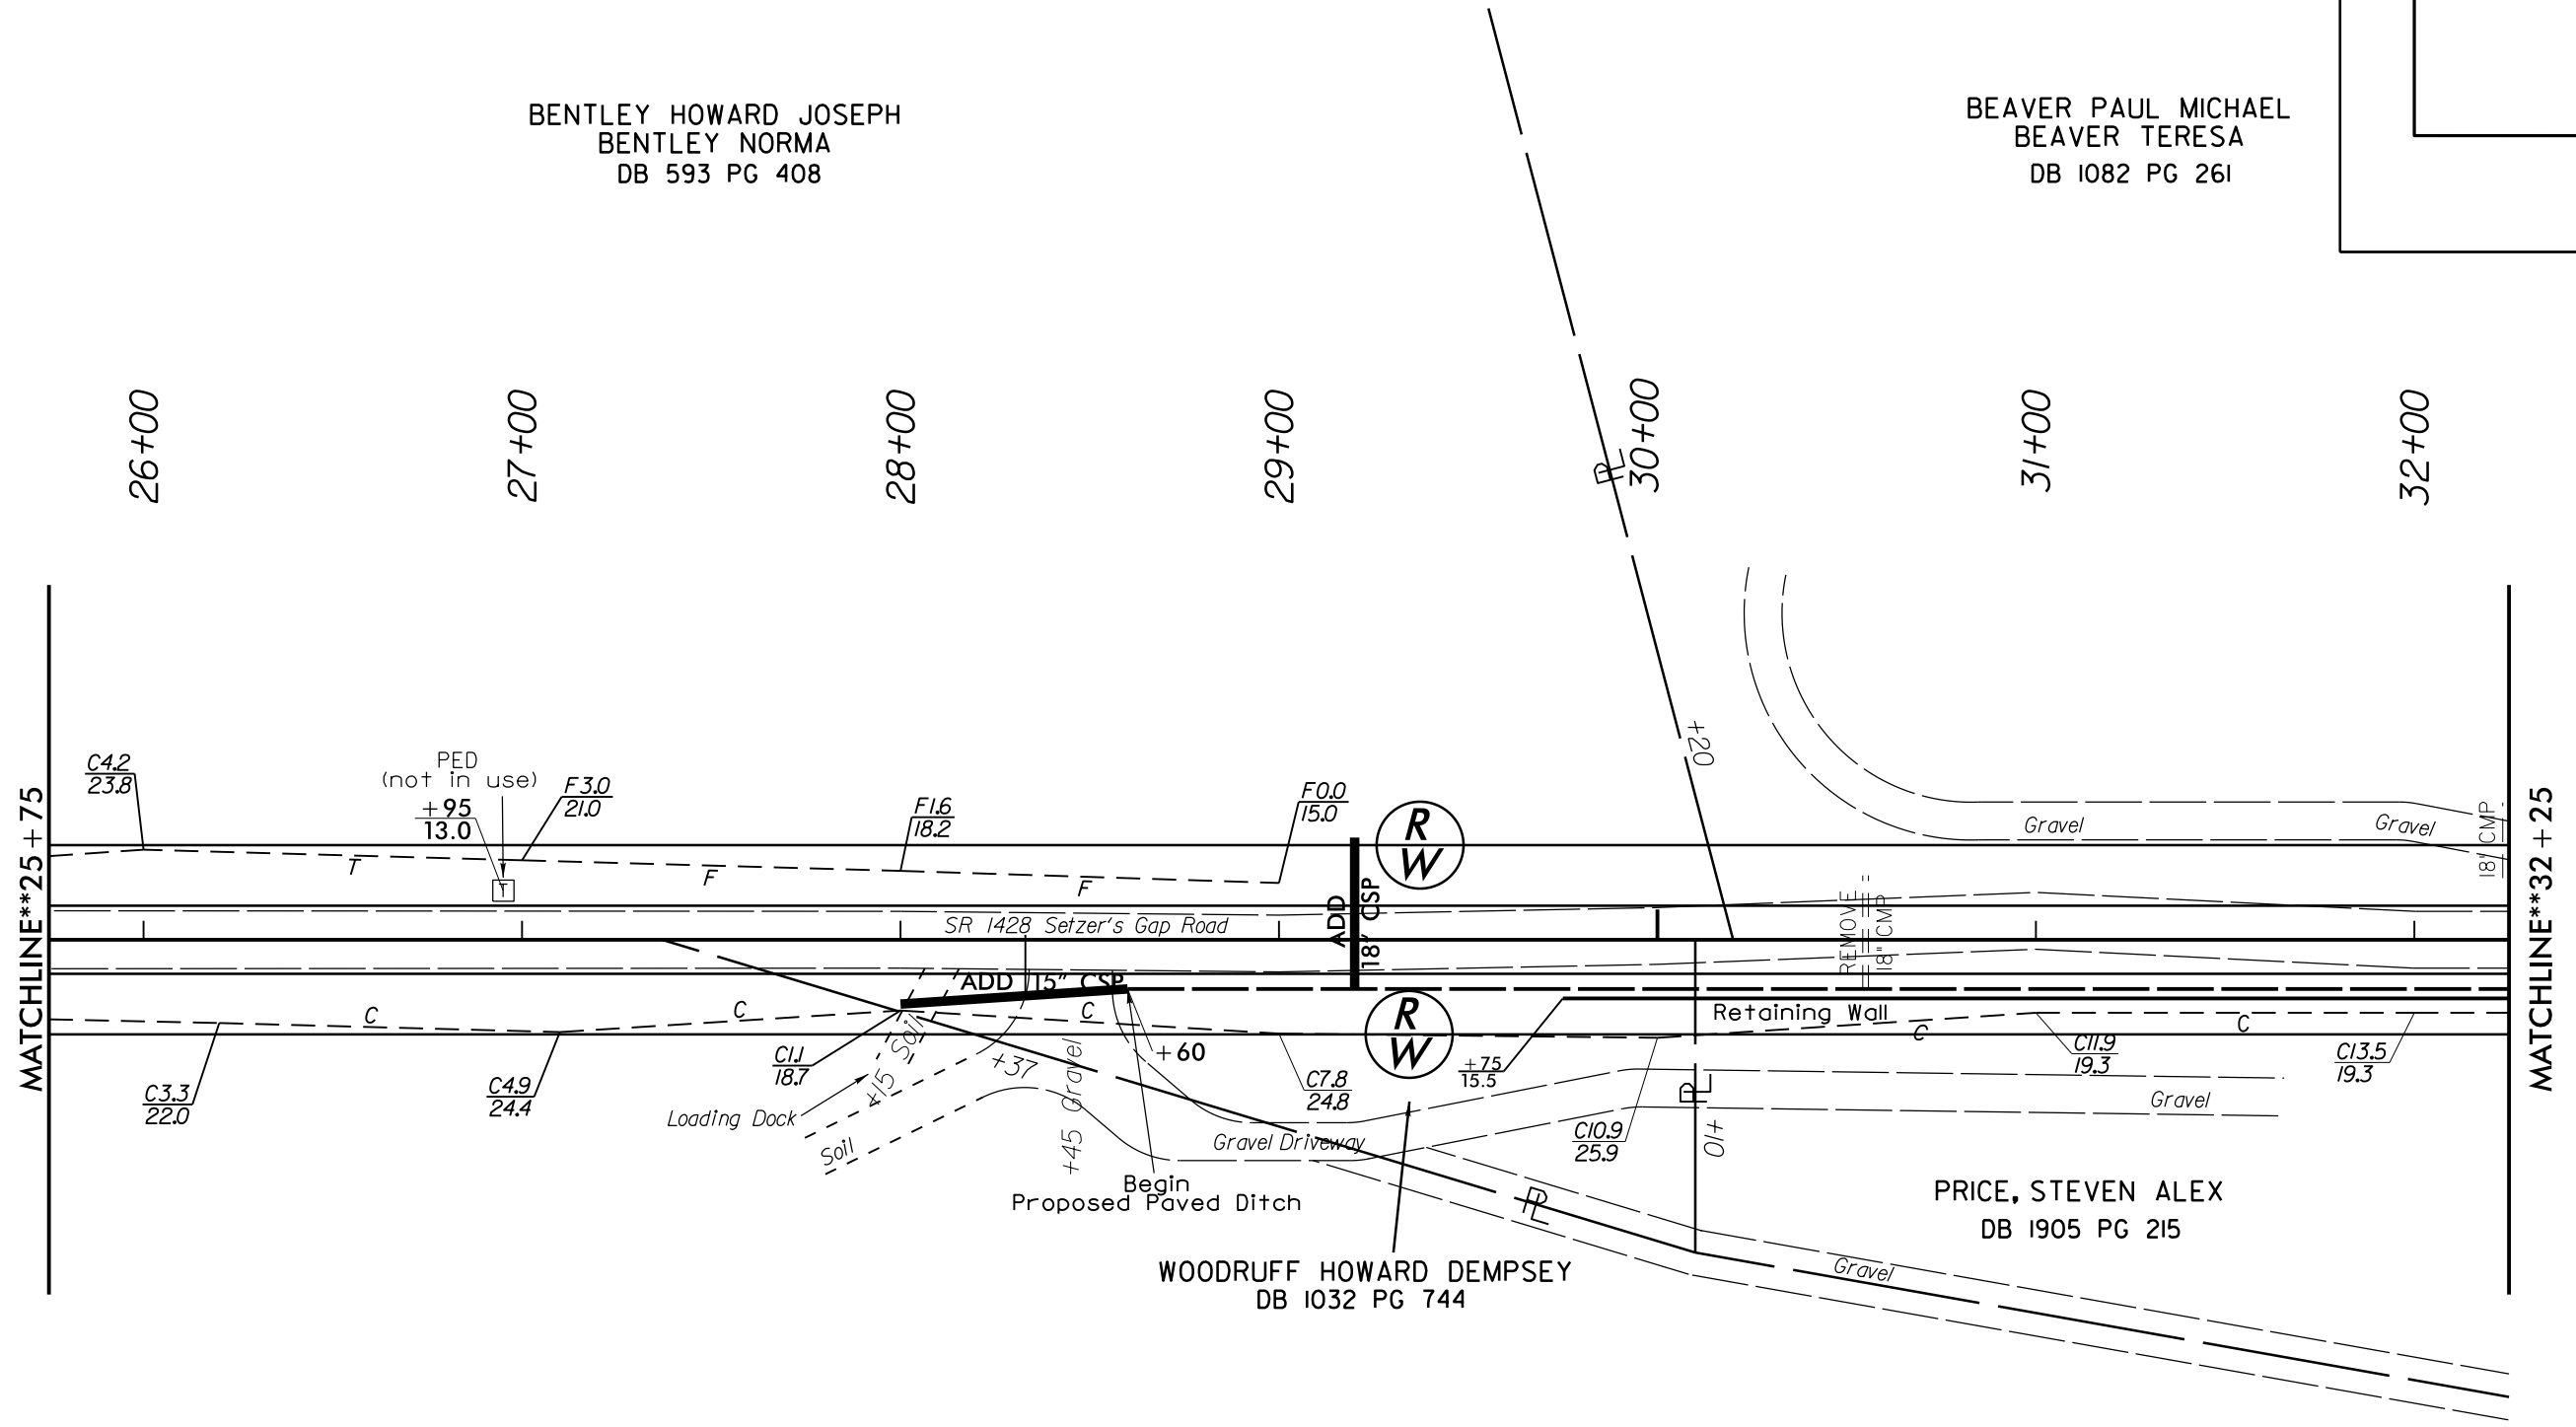 BENTLEY HOWARD JOSEPH
BENTLEY NORMA
DB 593 PG 408
BEAVER PAUL MICHAEL
BEAVER TERESA
DB 1082 PG 261
26+00
27+00
28+00
29+00
30+00
31+00
32+00
PL
+20
MATCHLINE**25+75
C4.2
23.8
PED
(not in use)
+95
13.0
T
F3.0
21.0
F1.6
18.2
F0.0
15.0
R
W
T
F
F
Gravel
Gravel
18" CMP
MATCHLINE**32+25
SR 1428 Setzer's Gap Road
ADD
18" CSP
REMOVE
18" CMP
ADD 15" CSP
C
C
C
R
W
Retaining Wall
C
C
C3.3
22.0
C4.9
24.4
C1.1
18.7
+15 Soil
+37
+45 Gravel
+60
C7.8
24.8
+75
15.5
C10.9
25.9
C11.9
19.3
C13.5
19.3
Loading Dock
Soil
Gravel Driveway
PL
+10
Gravel
Begin
Proposed Paved Ditch
PL
PRICE, STEVEN ALEX
DB 1905 PG 215
WOODRUFF HOWARD DEMPSEY
DB 1032 PG 744
Gravel